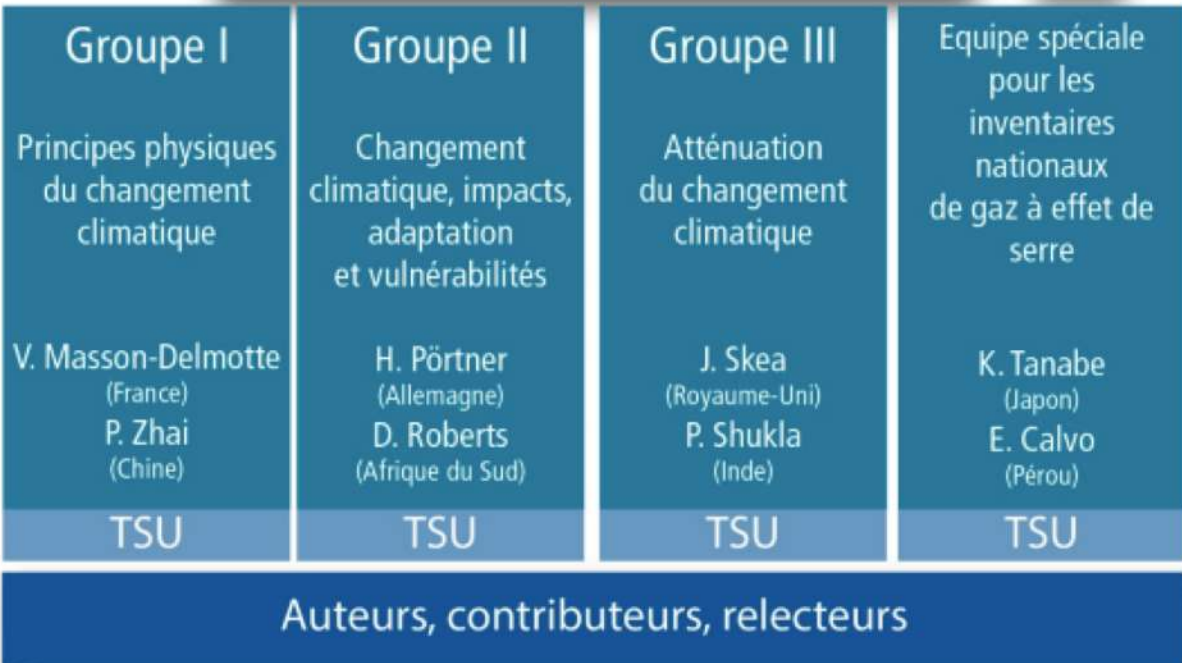 Groupe I
Principes physiques
du changement
climatique
V. Masson-Delmotte
(France)
P. Zhai
(Chine)
TSU
Groupe II
Changement
climatique, impacts,
adaptation
et vulnérabilités
H. Pörtner
(Allemagne)
D. Roberts
(Afrique du Sud)
TSU
Groupe III
Atténuation
du changement
climatique
J. Skea
(Royaume-Uni)
P. Shukla
(Inde)
TSU
Equipe spéciale
pour les
inventaires
nationaux
de gaz à effet de
serre
K. Tanabe
(Japon)
E. Calvo
(Pérou)
TSU
Auteurs, contributeurs, relecteurs